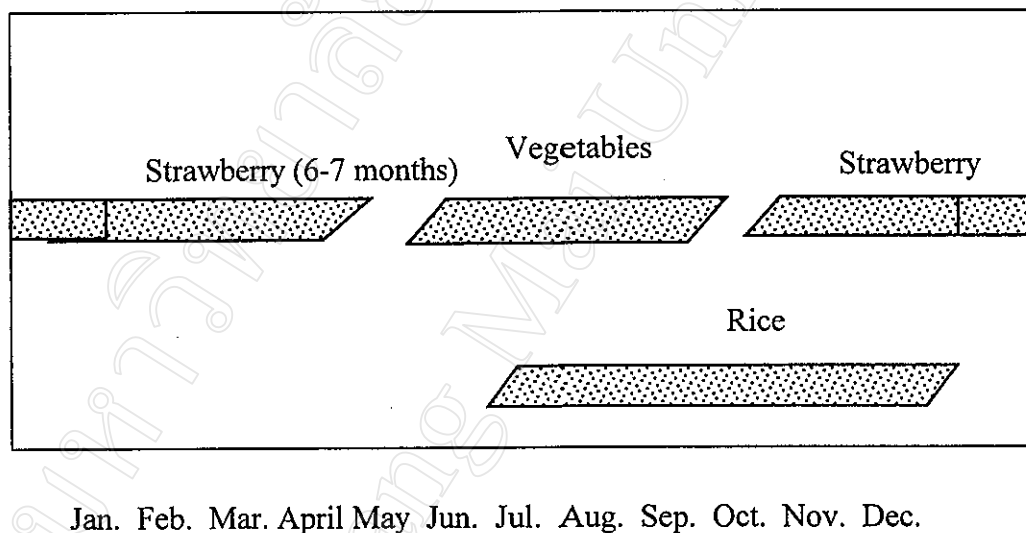 Vegetables
Strawberry (6-7 months)
Strawberry
Rice
Jan. Feb. Mar. April May Jun. Jul. Aug. Sep. Oct. Nov. Dec.